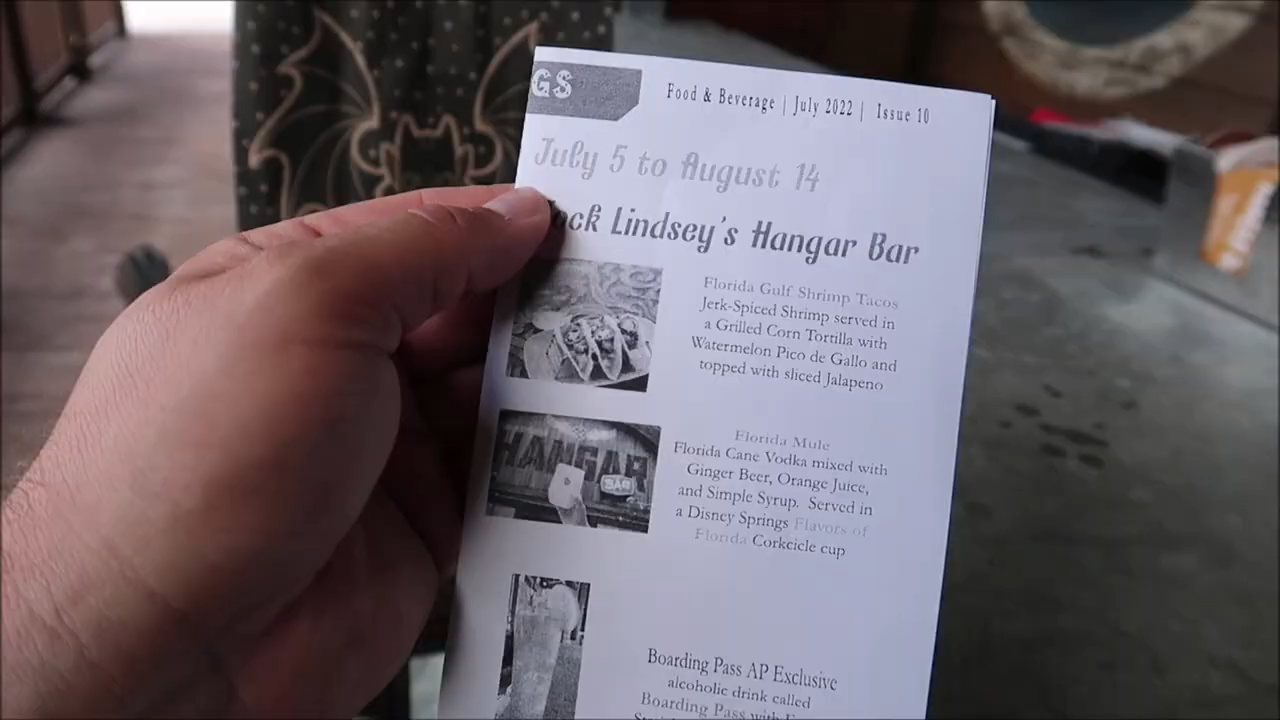 GS
Food & Beverage | July 2022 | Issue 10
July 5 to August 14
ock Lindsey's Hangar Bar
Florida Gulf Shrimp Tacos
Jerk-Spiced Shrimp served in
a Grilled Corn Tortilla with
Watermelon Pico de Gallo and
topped with sliced Jalapeno
HANGAR
BAR
Florida Mule
Florida Cane Vodka mixed with
Ginger Beer, Orange Juice,
and Simple Syrup. Served in
a Disney Springs Flavors of
Florida Corkcicle cup
Boarding Pass AP Exclusive
alcoholic drink called
Boarding Pass with